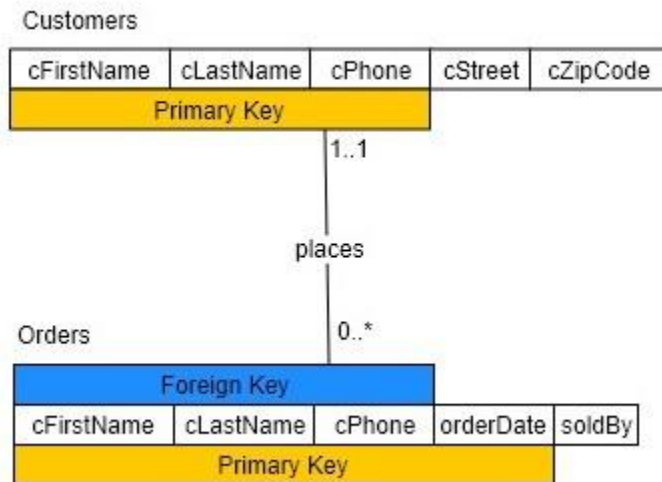 Customers
cFirstName cLastName cPhone cStreet cZipCode
Primary Key
1..1
places
0..*
Orders
Foreign Key
cFirstName cLastName cPhone orderDate soldBy
Primary Key